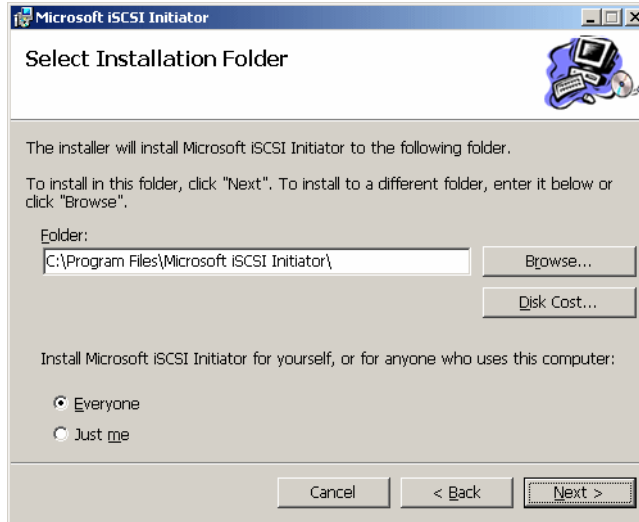 Microsoft iSCSI Initiator
Select Installation Folder
The installer will install Microsoft iSCSI Initiator to the following folder.
To install in this folder, click "Next". To install to a different folder, enter it below or
click "Browse".
Folder:
C:\Program Files\Microsoft iSCSI Initiator\
Browse...
Disk Cost...
Install Microsoft iSCSI Initiator for yourself, or for anyone who uses this computer:
Everyone
Just me
Cancel
< Back
Next >